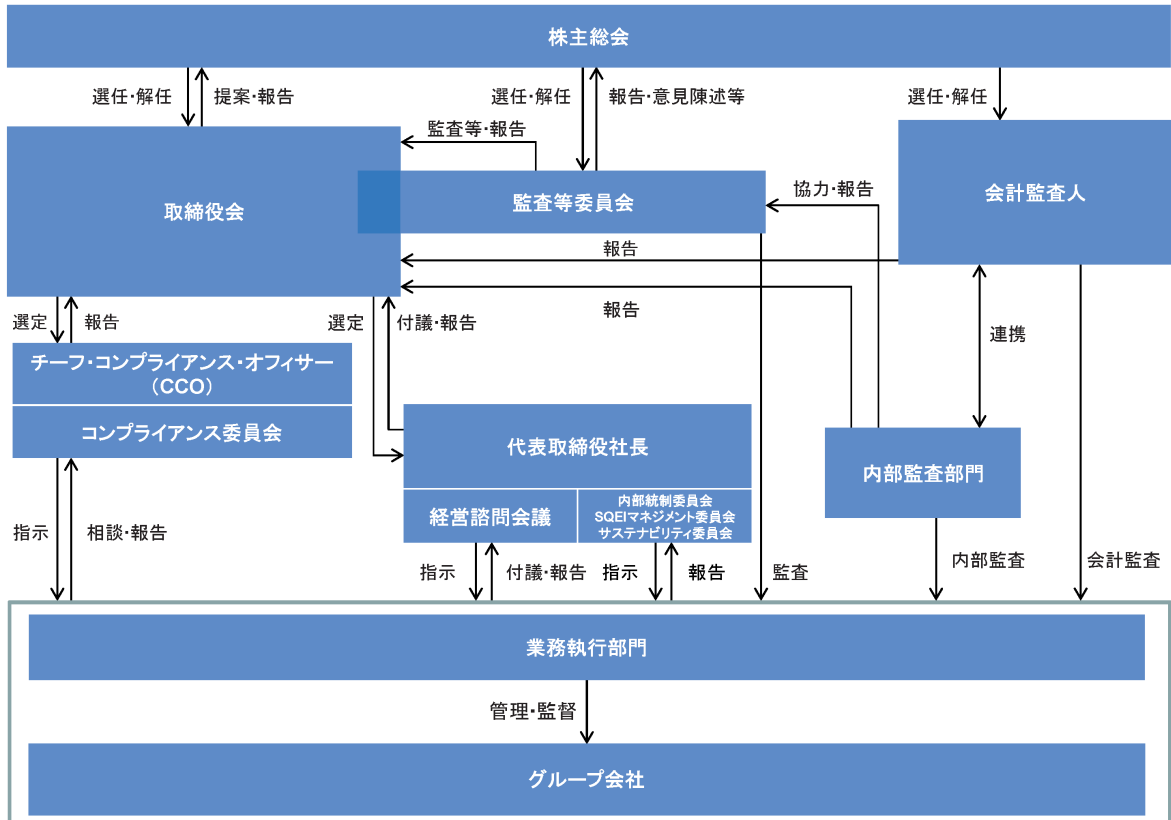 株主総会
選任・解任
提案・報告
選任・解任
報告・意見陳述等
選任・解任
監査等・報告
取締役会
監査等委員会
協力・報告
会計監査人
報告
報告
選定
報告
選定
付議・報告
連携
チーフ・コンプライアンス・オフィサー
（CCO）
コンプライアンス委員会
代表取締役社長
内部監査部門
経営諮問会議
内部統制委員会
SQEIマネジメント委員会
サステナビリティ委員会
指示
相談・報告
指示
付議・報告
指示
報告
監査
内部監査
会計監査
業務執行部門
管理・監督
グループ会社